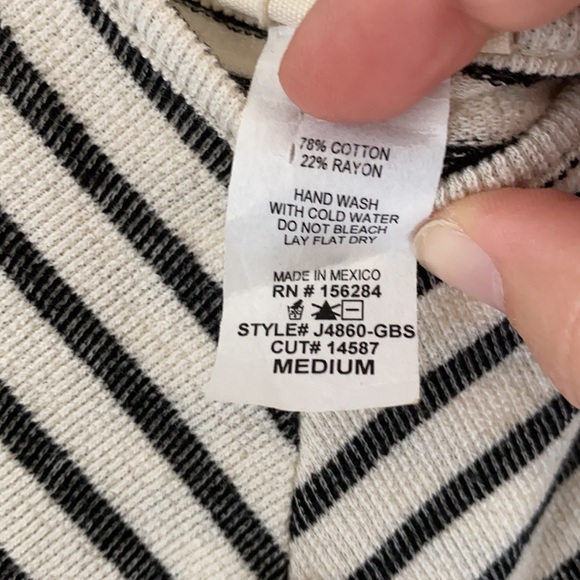 78% COTTON
22% RAYON
HAND WASH
WITH COLD WATER
DO NOT BLEACH
LAY FLAT DRY
MADE IN MEXICO
RN # 156284
STYLE# J4860-GBS
CUT# 14587
MEDIUM